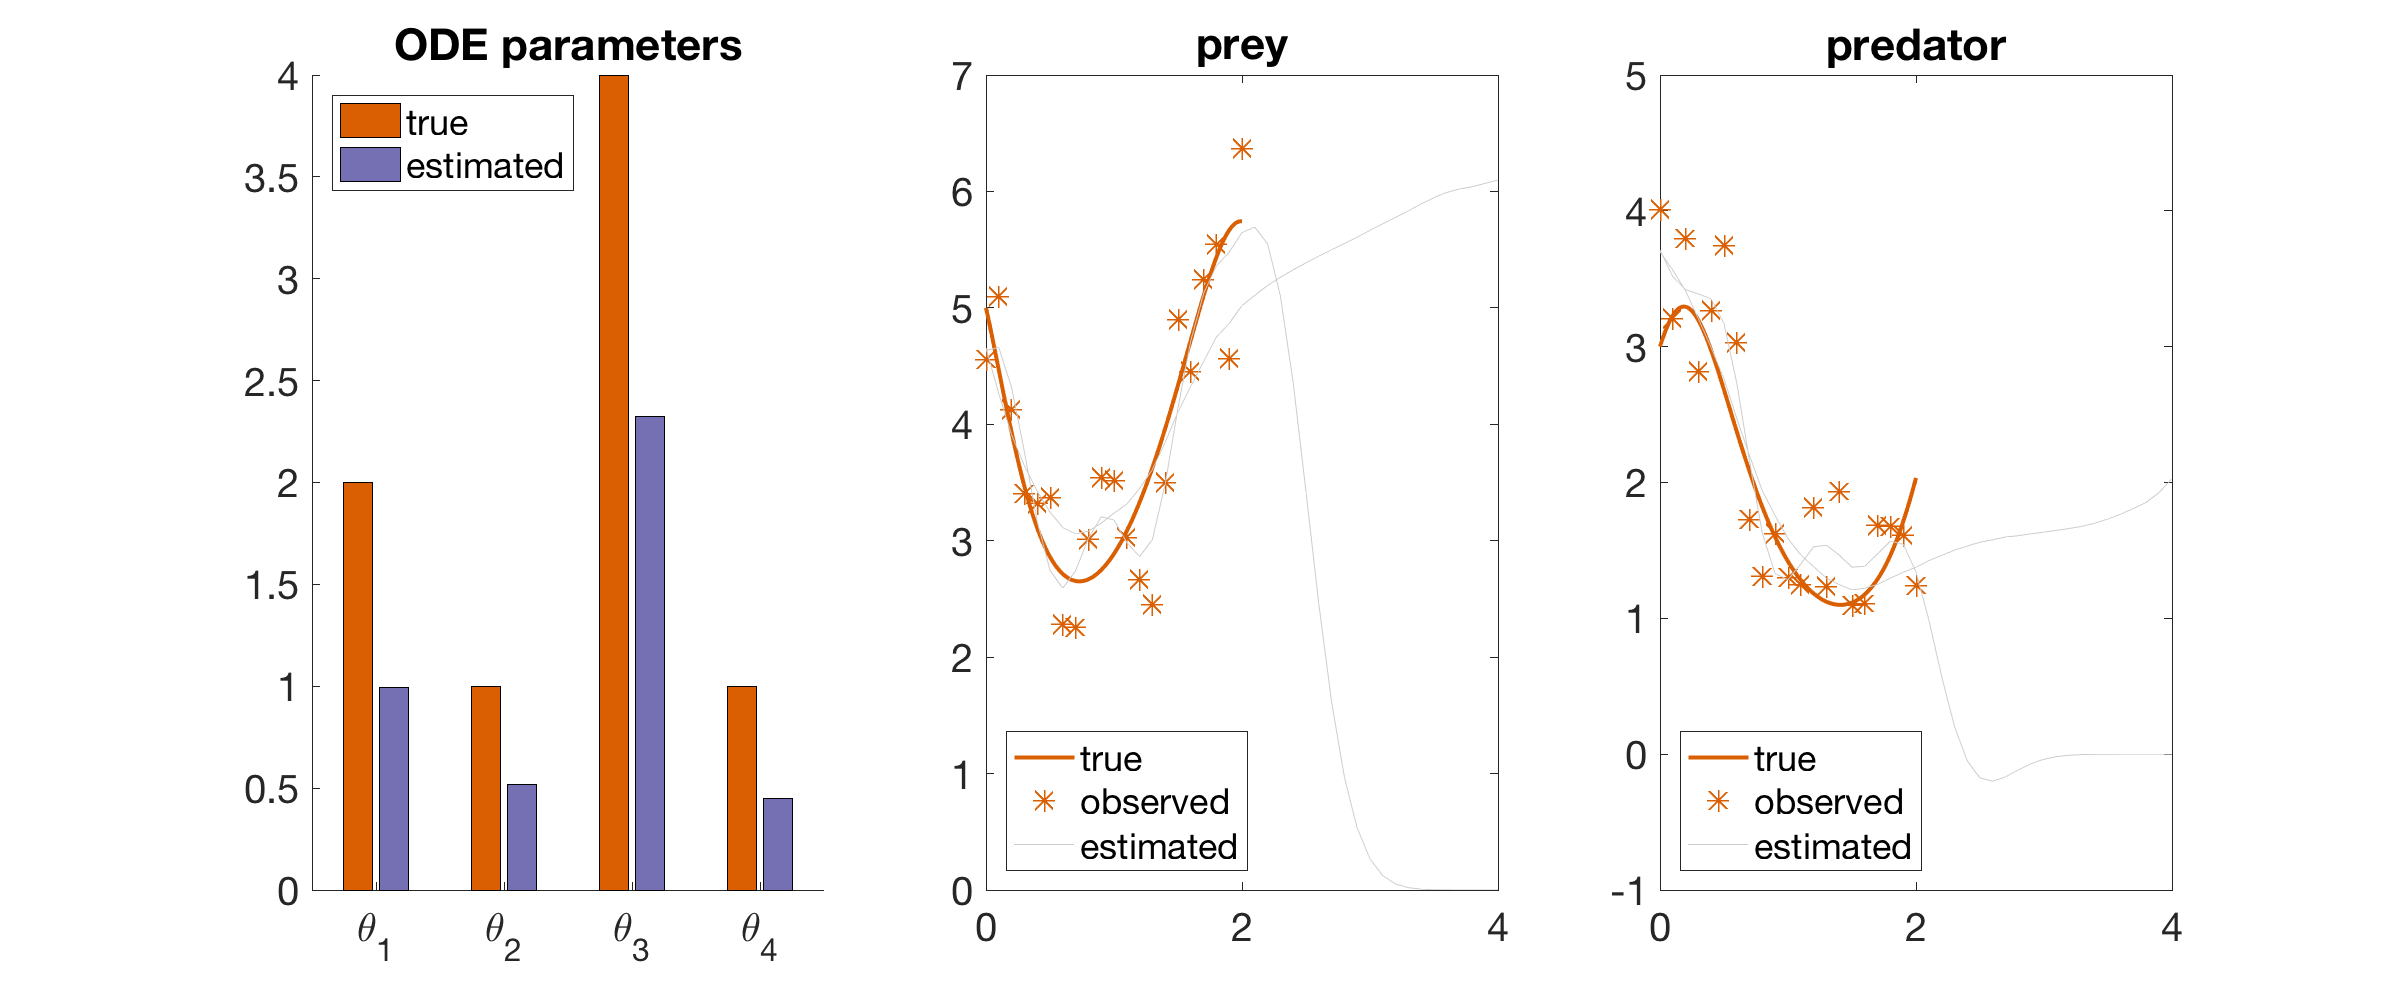 ODE parameters
4
3.5
3
2.5
2
1.5
1
0.5
0
true
estimated
θ1
θ2
θ3
θ4
prey
7
6
5
4
3
2
1
0
true
observed
estimated
0 2 4
predator
5
4
3
2
1
0
-1
true
observed
estimated
0 2 4